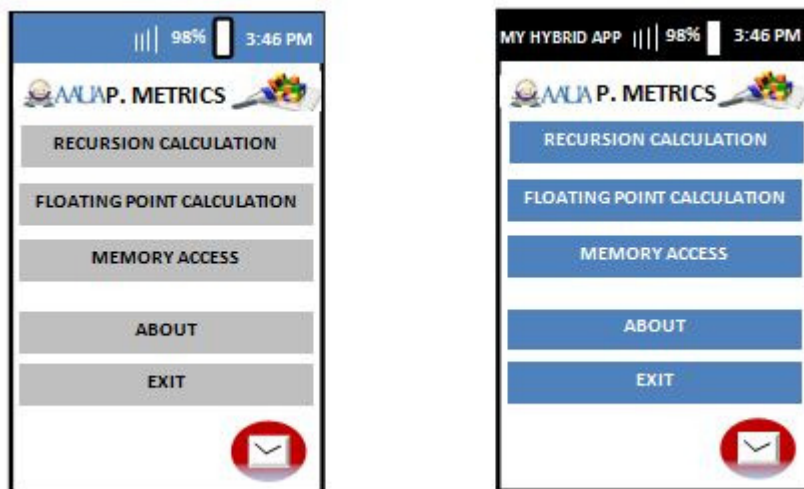 98% 3:46 PM
AAUA P. METRICS
RECURSION CALCULATION
FLOATING POINT CALCULATION
MEMORY ACCESS
ABOUT
EXIT
MY HYBRID APP 98% 3:46 PM
AAUA P. METRICS
RECURSION CALCULATION
FLOATING POINT CALCULATION
MEMORY ACCESS
ABOUT
EXIT